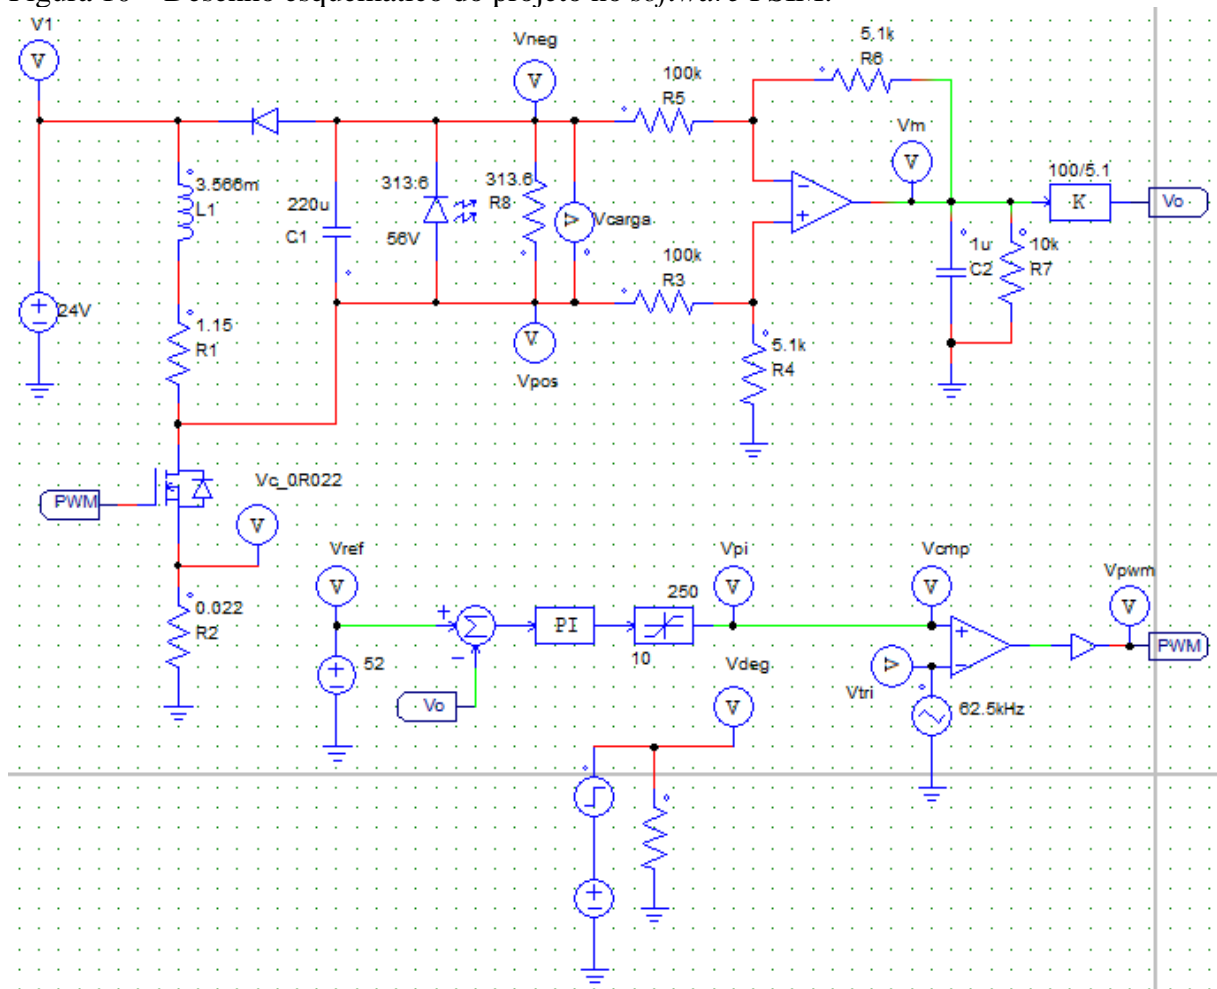 Figura 16 – Desenho esquemático do projeto no software PSIM.
V1
V
Vneg
V
5,1k
R6
100k
R5
Vm
V
100/5.1
K
Vo
3.566m
L1
220u
C1
313:6
56V
313.6
R8
V
Vcarga
1u
C2
10k
R7
100k
R3
24V
1.15
R1
V
Vpos
5.1k
R4
PWM
Vc_0R022
V
Vref
V
Vpi
V
Vcmp
V
Vpwm
V
0.022
R2
250
PI
10
PWM
52
Vdeg
V
V
Vtri
Vo
62.5kHz